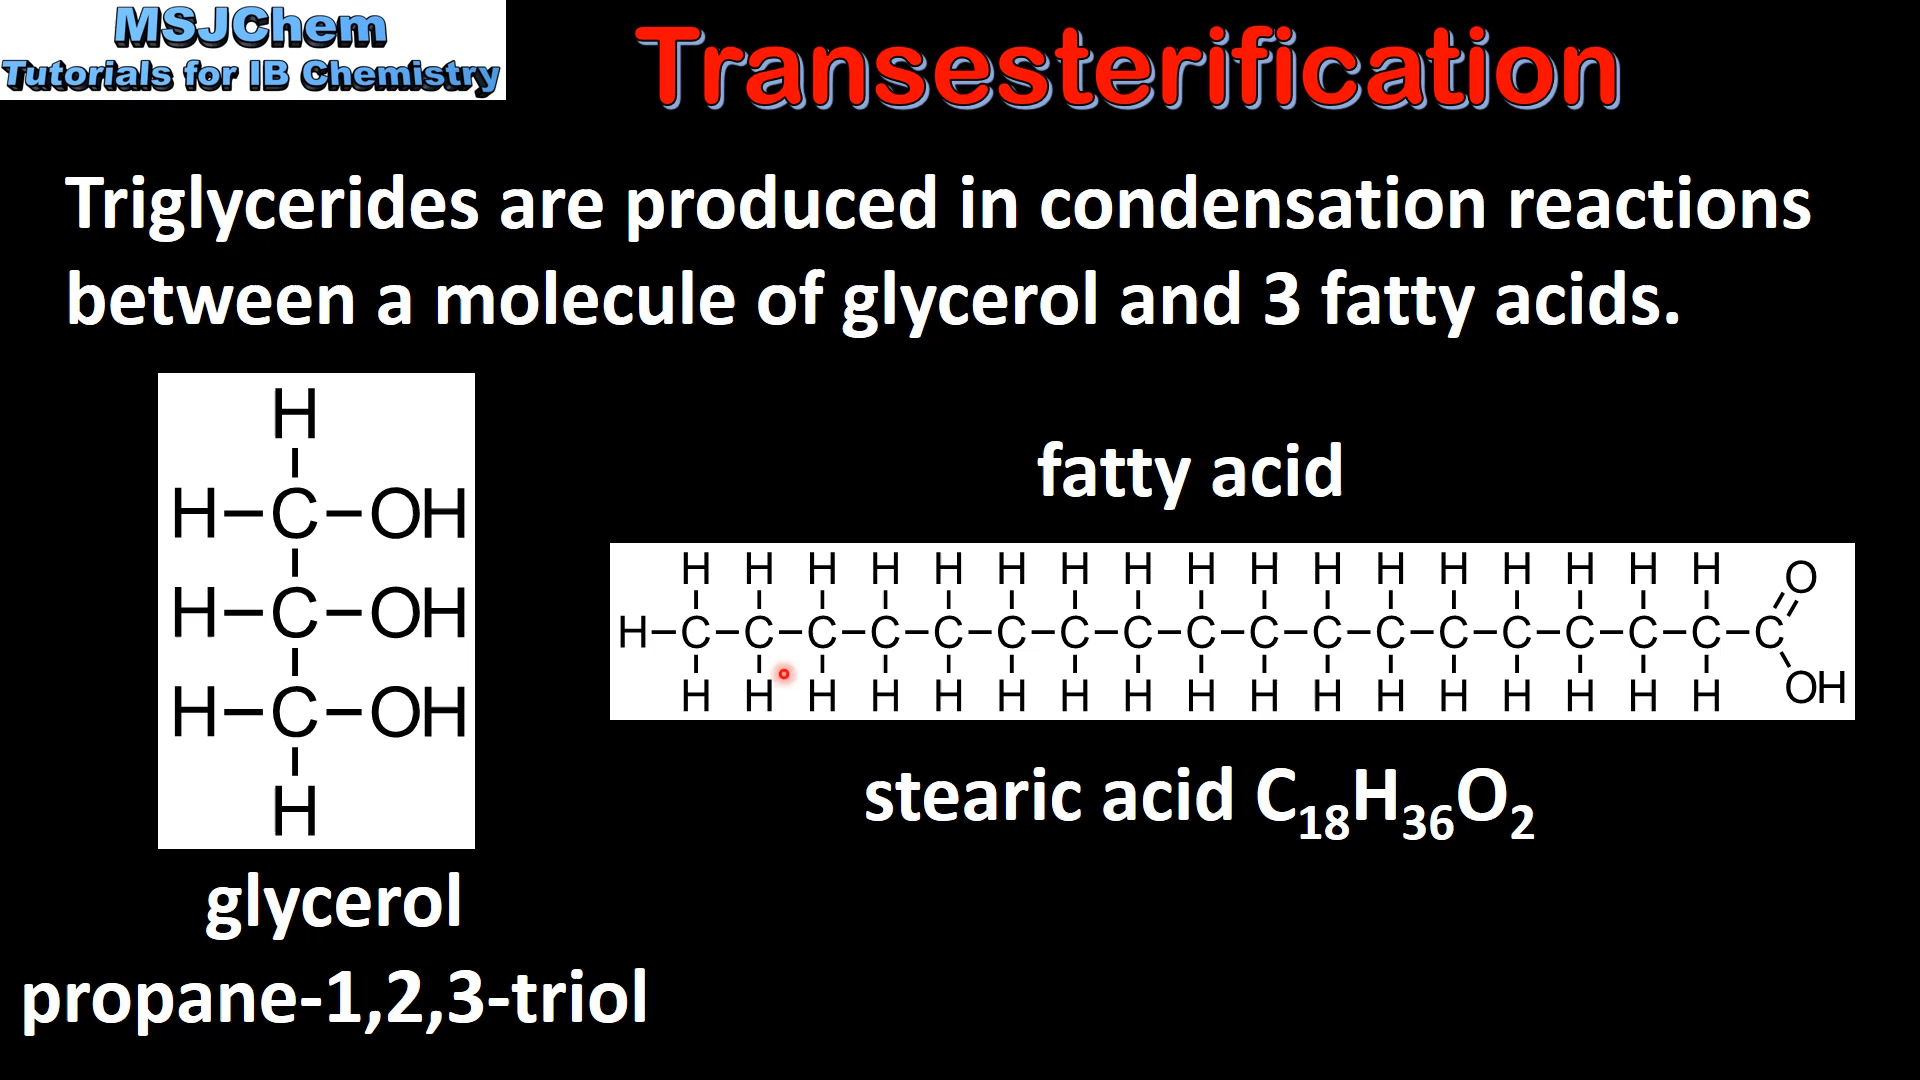 MSJChem
Tutorials for IB Chemistry
Transesterification
Triglycerides are produced in condensation reactions
between a molecule of glycerol and 3 fatty acids.
H
H–C–OH
H–C–OH
H–C–OH
H
glycerol
propane-1,2,3-triol
fatty acid
H H H H H H H H H H H H H H H H H O
H–C–C–C–C–C–C–C–C–C–C–C–C–C–C–C–C–C–C
H H H H H H H H H H H H H H H H H OH
stearic acid C₁₈H₃₆O₂